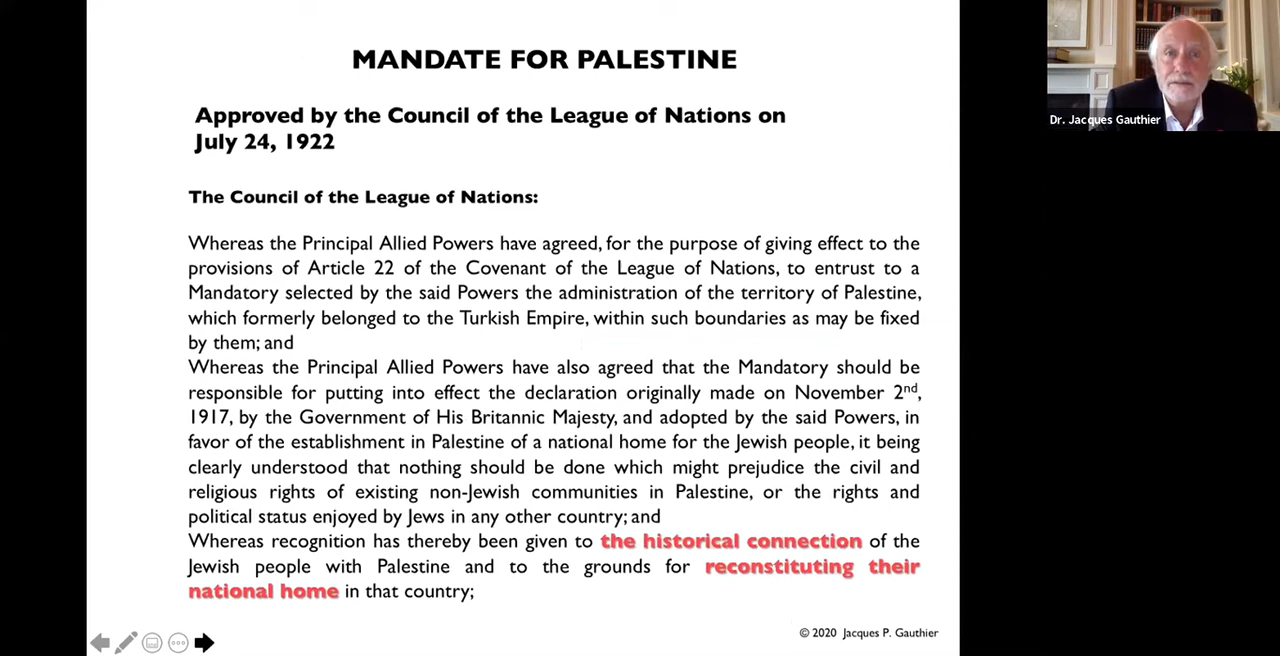 MANDATE FOR PALESTINE
Approved by the Council of the League of Nations on
July 24, 1922
The Council of the League of Nations:
Whereas the Principal Allied Powers have agreed, for the purpose of giving effect to the
provisions of Article 22 of the Covenant of the League of Nations, to entrust to a
Mandatory selected by the said Powers the administration of the territory of Palestine,
which formerly belonged to the Turkish Empire, within such boundaries as may be fixed
by them; and
Whereas the Principal Allied Powers have also agreed that the Mandatory should be
responsible for putting into effect the declaration originally made on November 2nd,
1917, by the Government of His Britannic Majesty, and adopted by the said Powers, in
favor of the establishment in Palestine of a national home for the Jewish people, it being
clearly understood that nothing should be done which might prejudice the civil and
religious rights of existing non-Jewish communities in Palestine, or the rights and
political status enjoyed by Jews in any other country; and
Whereas recognition has thereby been given to the historical connection of the
Jewish people with Palestine and to the grounds for reconstituting their
national home in that country;
© 2020 Jacques P. Gauthier
Dr. Jacques Gauthier